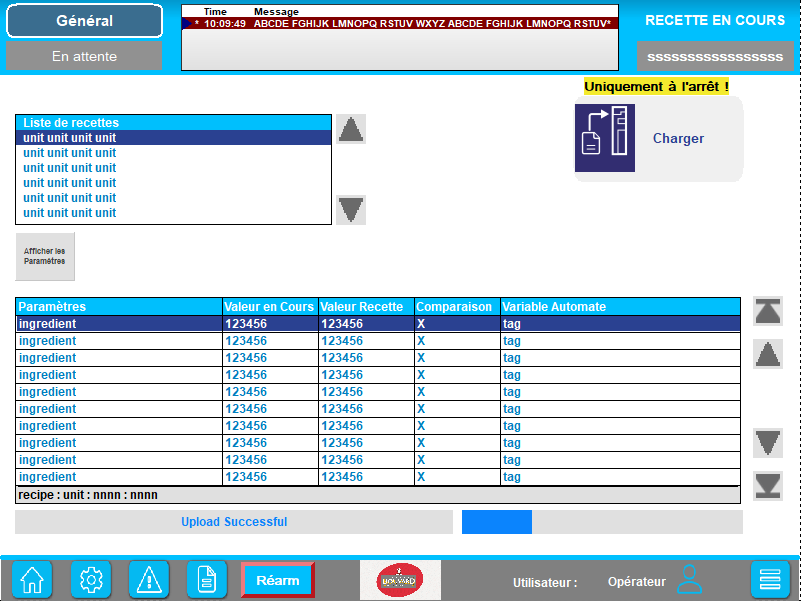 Général
En attente
Time Message
* 10:09:49 ABCDE FGHIJK LMNOPQ RSTUV WXYZ ABCDE FGHIJK LMNOPQ RSTUV*
RECETTE EN COURS
sssssssssssssssss
Uniquement à l'arrêt !
Charger
Liste de recettes
unit unit unit unit
unit unit unit unit
unit unit unit unit
unit unit unit unit
unit unit unit unit
unit unit unit unit
Afficher les
Paramètres
Paramètres Valeur en Cours Valeur Recette Comparaison Variable Automate
ingredient 123456 123456 X tag
ingredient 123456 123456 X tag
ingredient 123456 123456 X tag
ingredient 123456 123456 X tag
ingredient 123456 123456 X tag
ingredient 123456 123456 X tag
ingredient 123456 123456 X tag
ingredient 123456 123456 X tag
ingredient 123456 123456 X tag
ingredient 123456 123456 X tag
recipe : unit : nnnn : nnnn
Upload Successful
Réarm
BOUVARD
Utilisateur : Opérateur